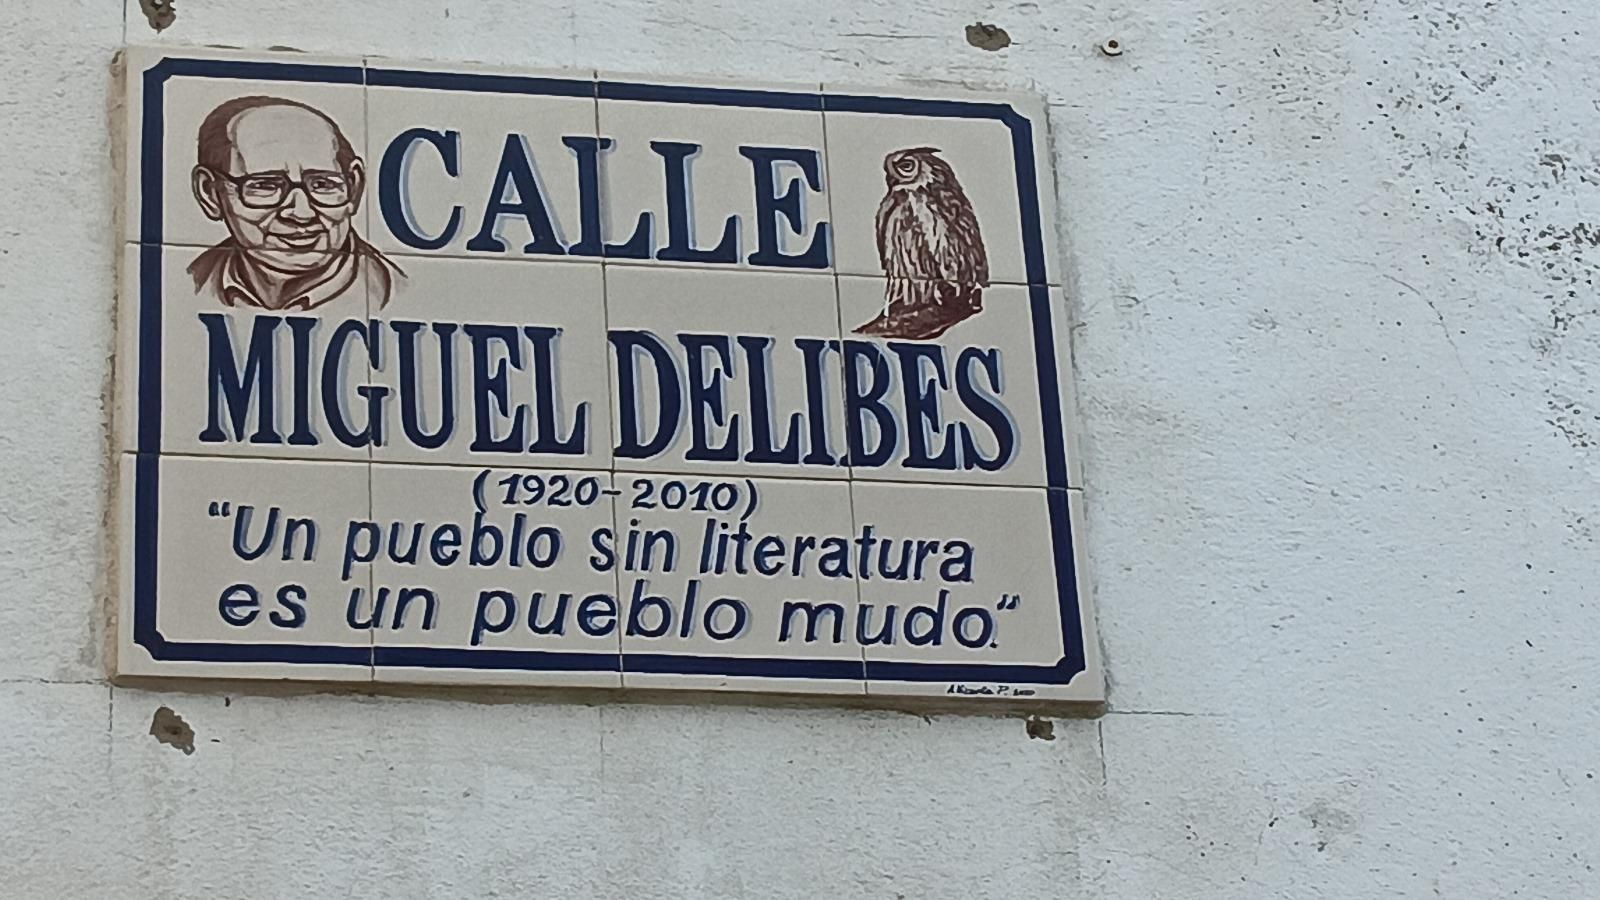 CALLE
MIGUEL DELIBES
(1920-2010)
"Un pueblo sin literatura
es un pueblo mudo."